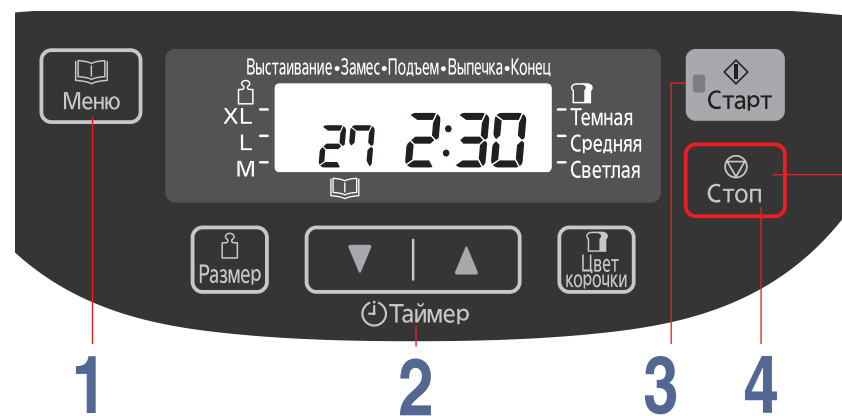 Выстаивание•Замес•Подъем•Выпечка•Конец
Меню
XL
L
M
27 2:30
Темная
Средняя
Светлая
Старт
Стоп
Размер
Таймер
Цвет
корочки
1
2
3
4